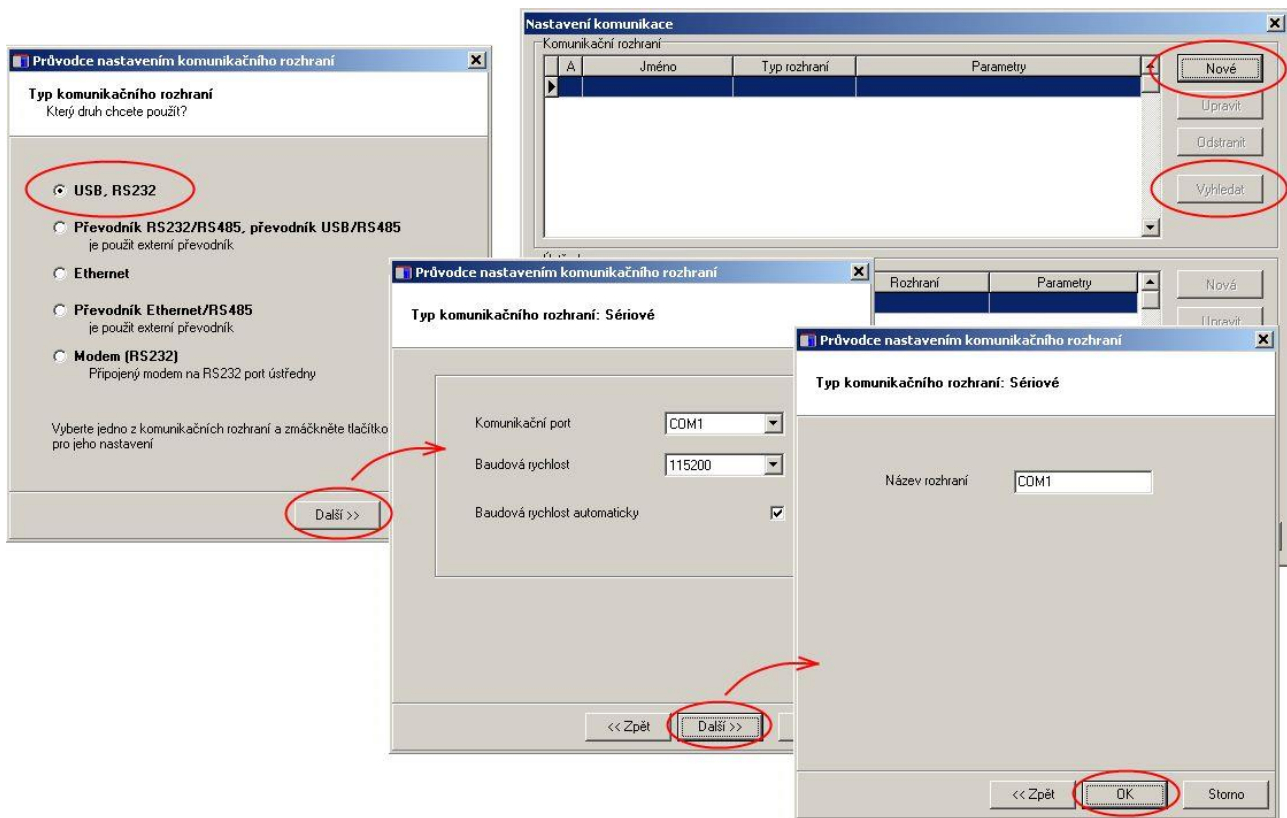 Průvodce nastavením komunikačního rozhraní
Typ komunikačního rozhraní
Který druh chcete použít?
USB, RS232
Převodník RS232/RS485, převodník USB/RS485
je použit externí převodník
Ethernet
Převodník Ethernet/RS485
je použit externí převodník
Modem (RS232)
Připojený modem na RS232 port ústředny
Vyberte jedno z komunikačních rozhraní a zmáčkněte tlačítko
pro jeho nastavení
Další >>
Nastavení komunikace
Komunikační rozhraní
A Jméno Typ rozhraní Parametry
Nové
Upravit
Odstranit
Vyhledat
Rozhraní Parametry
Nová
Upravit
Průvodce nastavením komunikačního rozhraní
Typ komunikačního rozhraní: Sériové
Komunikační port COM1
Baudová rychlost 115200
Baudová rychlost automaticky
<< Zpět Další >>
Průvodce nastavením komunikačního rozhraní
Typ komunikačního rozhraní: Sériové
Název rozhraní COM1
<< Zpět OK Storno